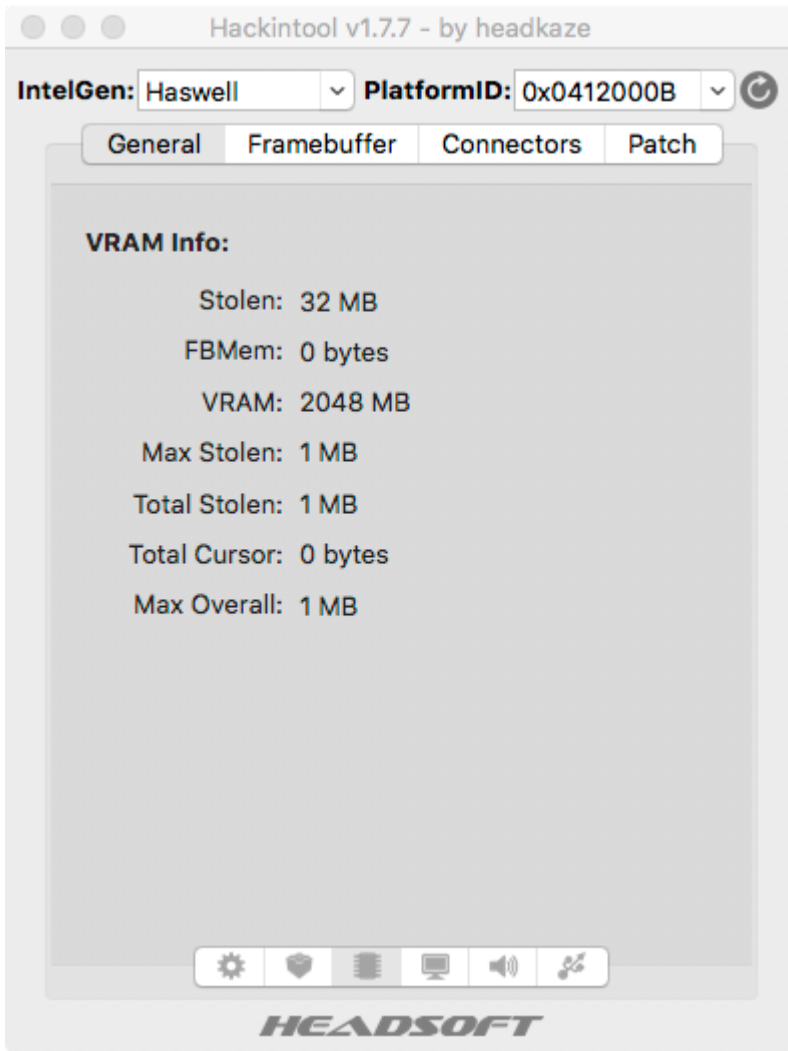 Hackintool v1.7.7 - by headkaze
IntelGen: Haswell PlatformID: 0x0412000B
General Framebuffer Connectors Patch
VRAM Info:
Stolen: 32 MB
FBMem: 0 bytes
VRAM: 2048 MB
Max Stolen: 1 MB
Total Stolen: 1 MB
Total Cursor: 0 bytes
Max Overall: 1 MB
HEADSOFT